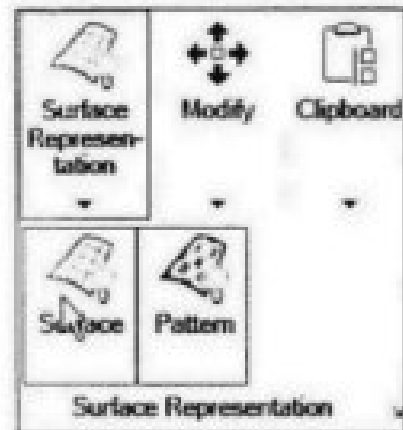 Surface
Represen-
tation
Modify
Clipboard
Surface
Pattern
Surface Representation